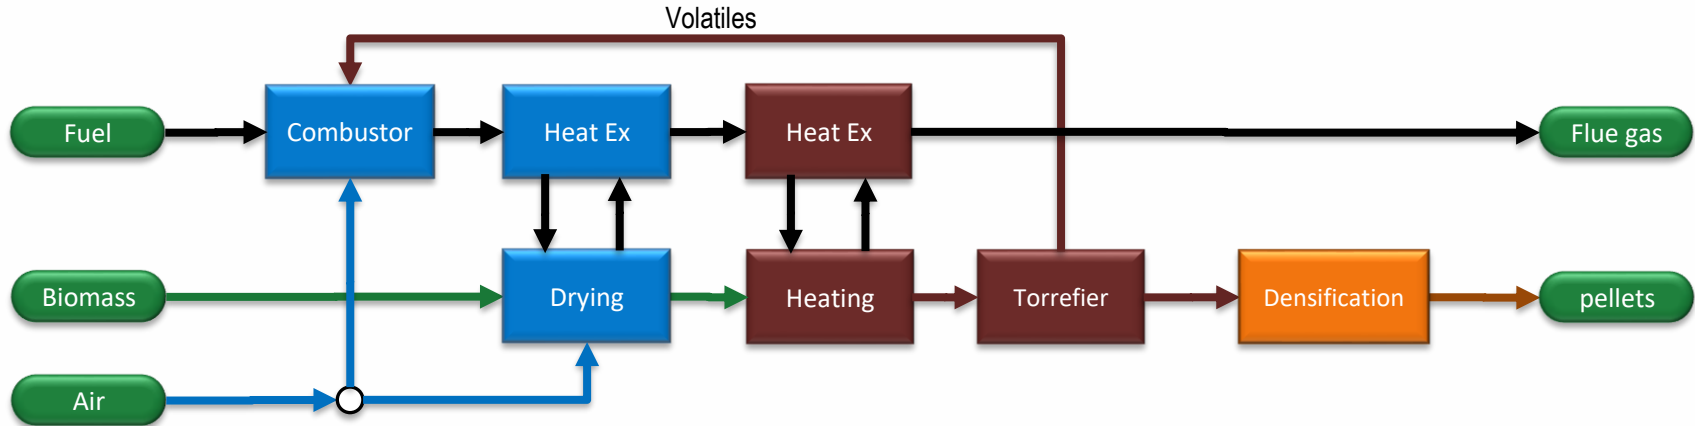 Volatiles
Fuel
Combustor
Heat Ex
Heat Ex
Flue gas
Biomass
Drying
Heating
Torrefier
Densification
pellets
Air